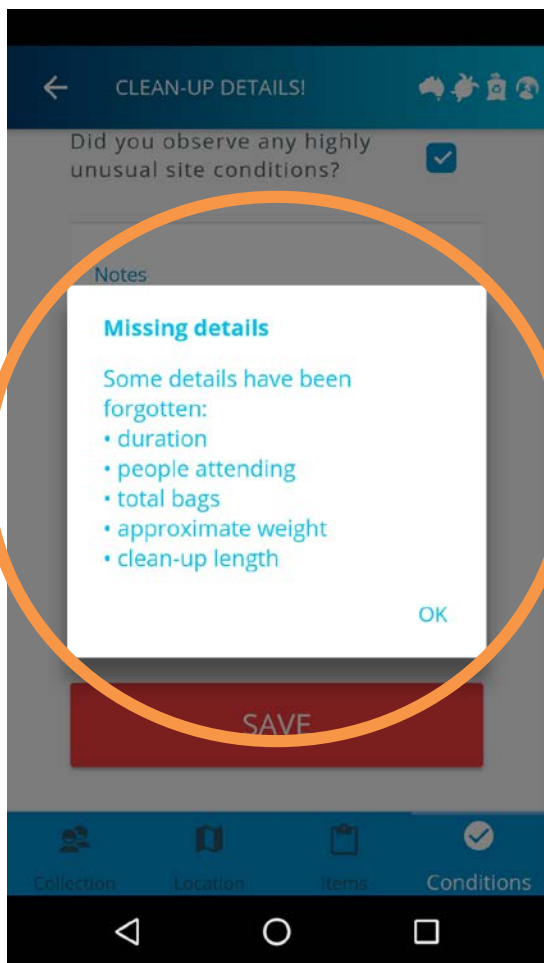 CLEAN-UP DETAILS!
Did you observe any highly
unusual site conditions?
Notes
Missing details
Some details have been
forgotten:
• duration
• people attending
• total bags
• approximate weight
• clean-up length
OK
SAVE
Collection Location Items Conditions